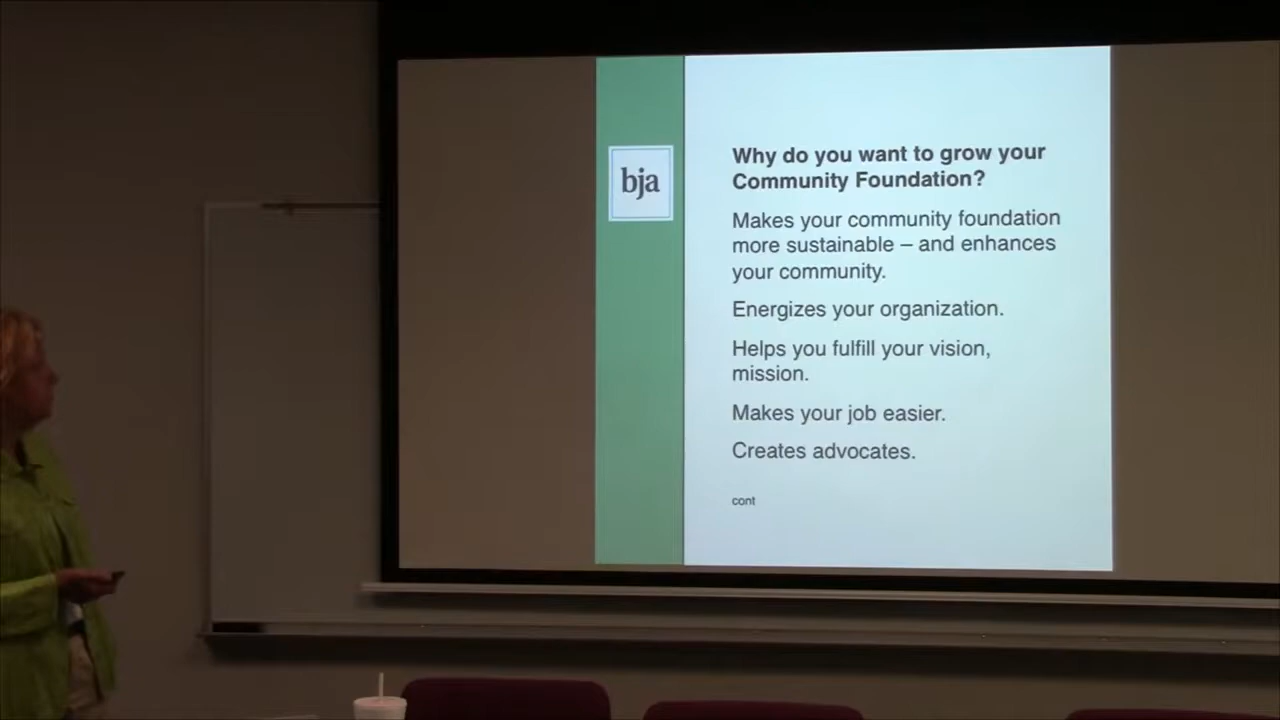 bja
Why do you want to grow your
Community Foundation?
Makes your community foundation
more sustainable – and enhances
your community.
Energizes your organization.
Helps you fulfill your vision,
mission.
Makes your job easier.
Creates advocates.
cont